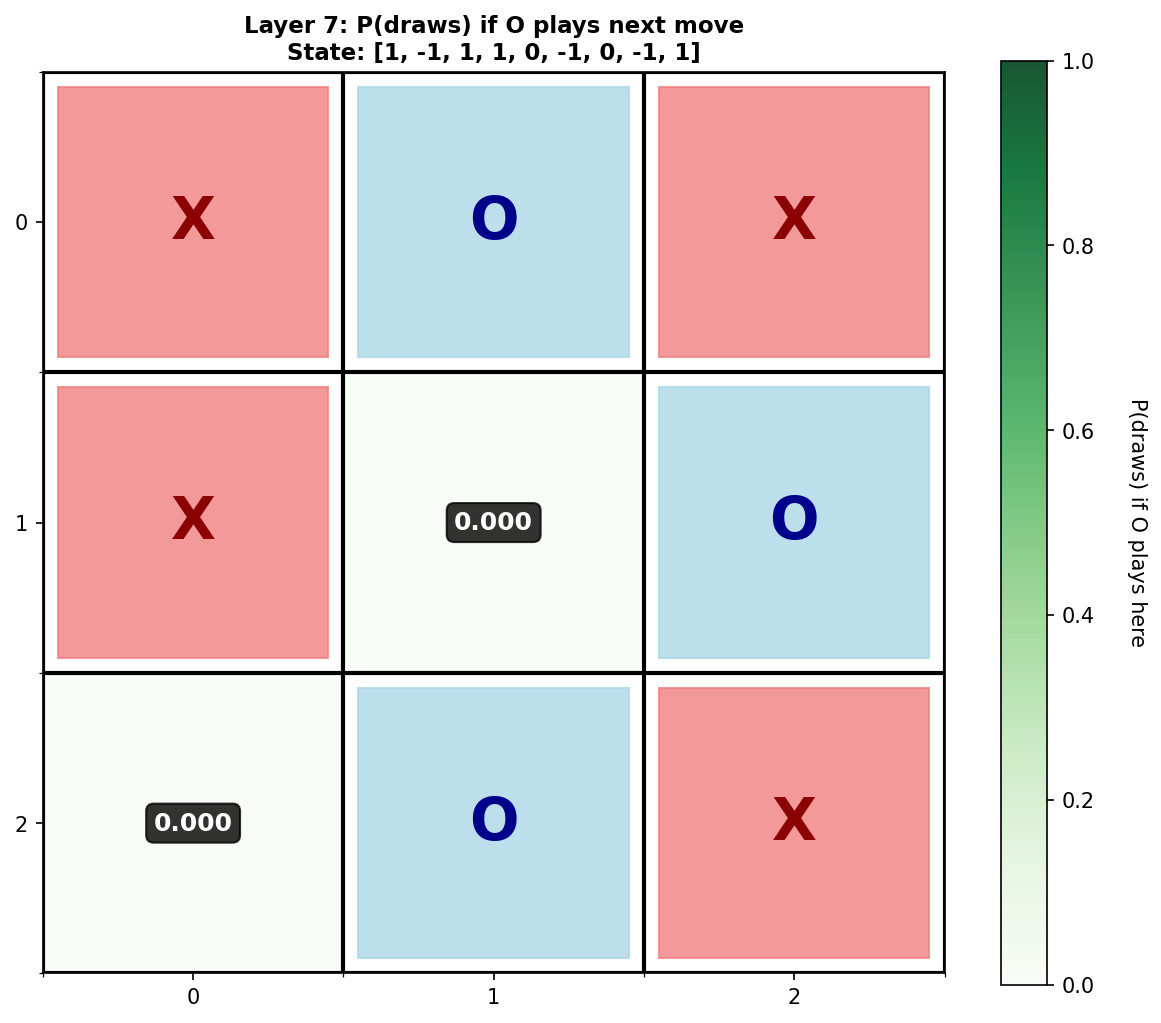 Layer 7: P(draws) if O plays next move
State: [1, -1, 1, 1, 0, -1, 0, -1, 1]
X
O
X
X
0.000
O
0.000
O
X
0
1
2
0
1
2
1.0
0.8
0.6
0.4
0.2
0.0
P(draws) if O plays here